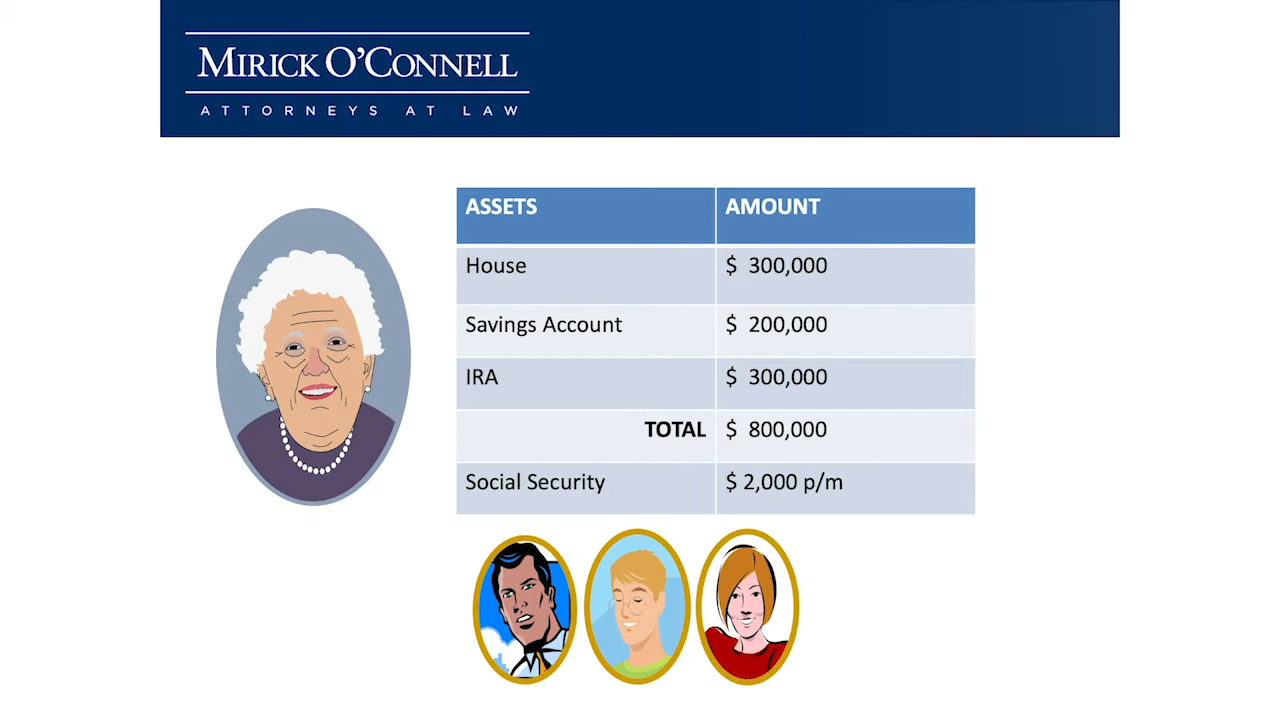 MIRICK O'CONNELL
ATTORNEYS AT LAW
ASSETS AMOUNT
House $ 300,000
Savings Account $ 200,000
IRA $ 300,000
TOTAL $ 800,000
Social Security $ 2,000 p/m